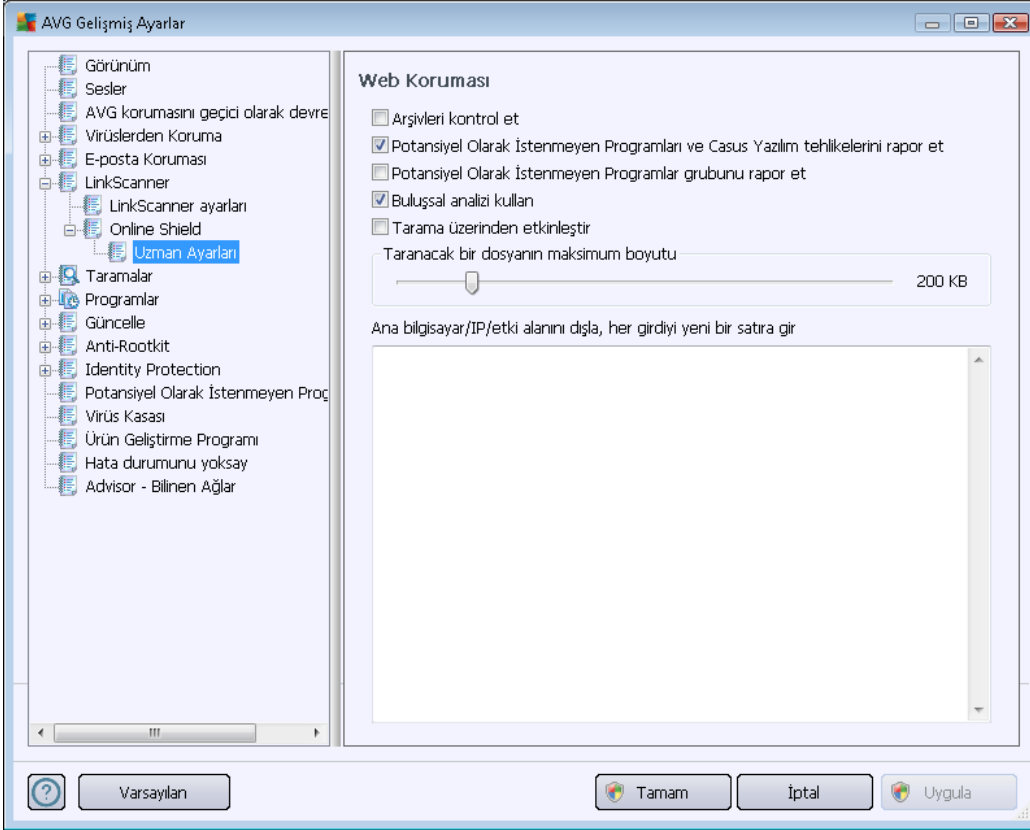 AVG Gelişmiş Ayarlar
Görünüm
Sesler
AVG korumasını geçici olarak devre
Virüslerden Koruma
E-posta Koruması
LinkScanner
LinkScanner ayarları
Online Shield
Uzman Ayarları
Taramalar
Programlar
Güncelle
Anti-Rootkit
Identity Protection
Potansiyel Olarak İstenmeyen Prog
Virüs Kasası
Ürün Geliştirme Programı
Hata durumunu yoksay
Advisor - Bilinen Ağlar
Web Koruması
Arşivleri kontrol et
Potansiyel Olarak İstenmeyen Programları ve Casus Yazılım tehlikelerini rapor et
Potansiyel Olarak İstenmeyen Programlar grubunu rapor et
Buluşsal analizi kullan
Tarama üzerinden etkinleştir
Taranacak bir dosyanın maksimum boyutu
200 KB
Ana bilgisayar/IP/etki alanını dışla, her girdiyi yeni bir satıra gir
Varsayılan
Tamam
İptal
Uygula